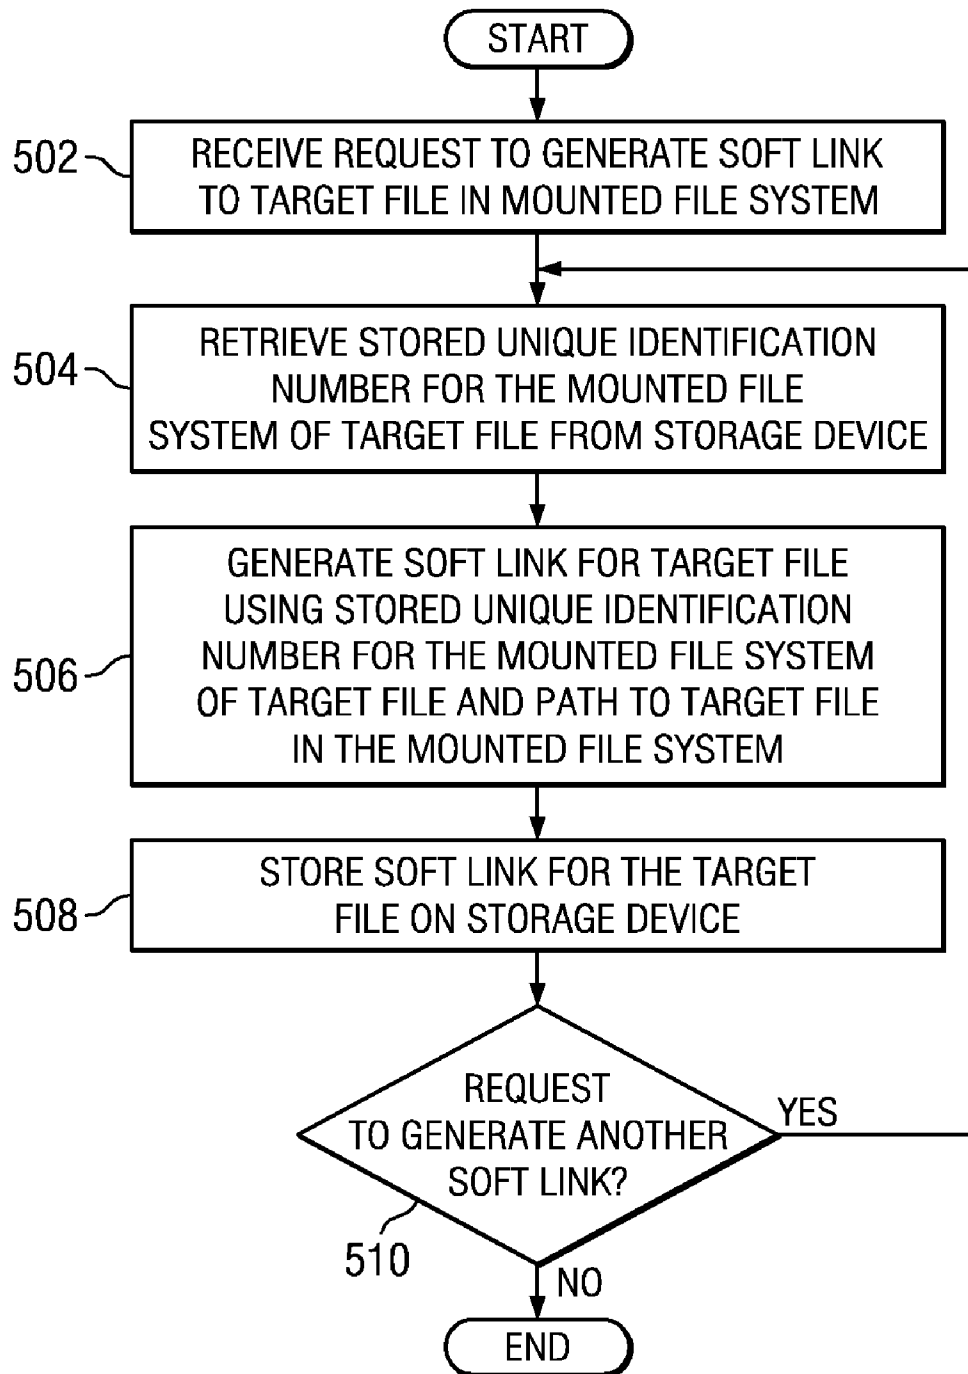 START
502
RECEIVE REQUEST TO GENERATE SOFT LINK
TO TARGET FILE IN MOUNTED FILE SYSTEM
504
RETRIEVE STORED UNIQUE IDENTIFICATION
NUMBER FOR THE MOUNTED FILE
SYSTEM OF TARGET FILE FROM STORAGE DEVICE
506
GENERATE SOFT LINK FOR TARGET FILE
USING STORED UNIQUE IDENTIFICATION
NUMBER FOR THE MOUNTED FILE SYSTEM
OF TARGET FILE AND PATH TO TARGET FILE
IN THE MOUNTED FILE SYSTEM
508
STORE SOFT LINK FOR THE TARGET
FILE ON STORAGE DEVICE
REQUEST
TO GENERATE ANOTHER
SOFT LINK?
YES
510
NO
END